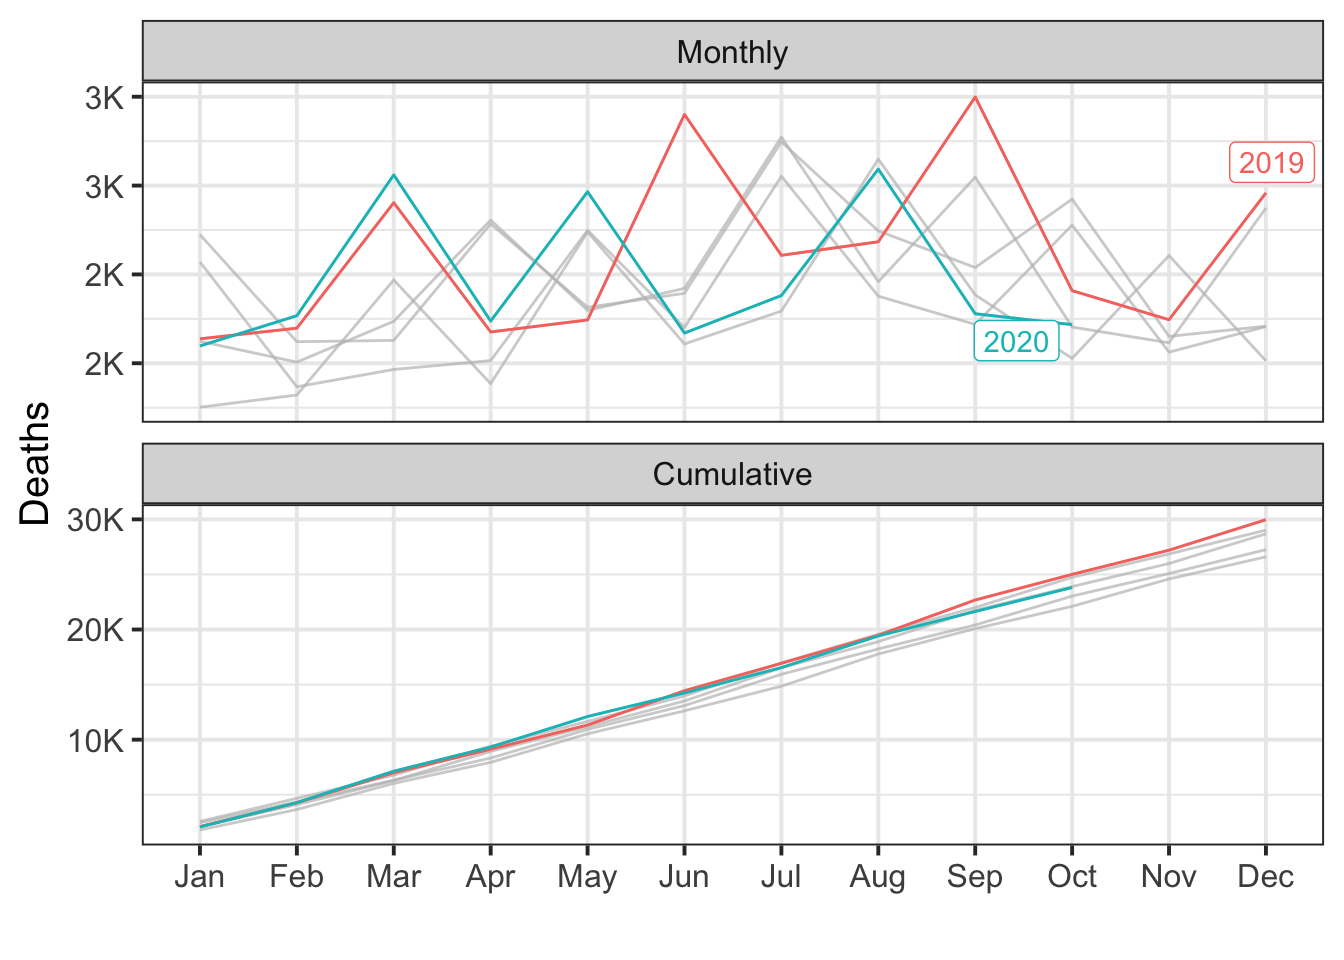 Monthly
3K
3K
2K
2K
2019
2020
Deaths
Cumulative
30K
20K
10K
Jan Feb Mar Apr May Jun Jul Aug Sep Oct Nov Dec